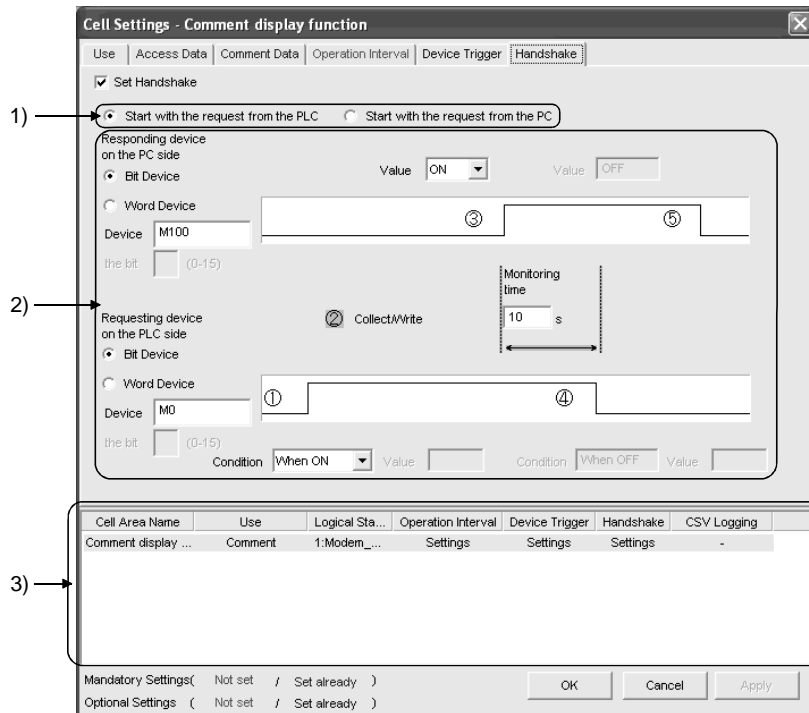 Cell Settings - Comment display function
Use Access Data Comment Data Operation Interval Device Trigger Handshake
Set Handshake
1) Start with the request from the PLC Start with the request from the PC
Responding device
on the PC side
Value ON Value OFF
Bit Device
Word Device
③ ⑤
Device M100
the bit (0-15)
Monitoring
time
2)
10 s
Requesting device
on the PLC side
② Collect/Write
Bit Device
Word Device
① ④
Device M0
the bit (0-15)
Condition When ON Value Condition When OFF Value
Cell Area Name Use Logical Sta... Operation Interval Device Trigger Handshake CSV Logging
Comment display ... Comment 1:Modem_... Settings Settings Settings -
3)
Mandatory Settings( Not set / Set already )
Optional Settings ( Not set / Set already )
OK Cancel Apply